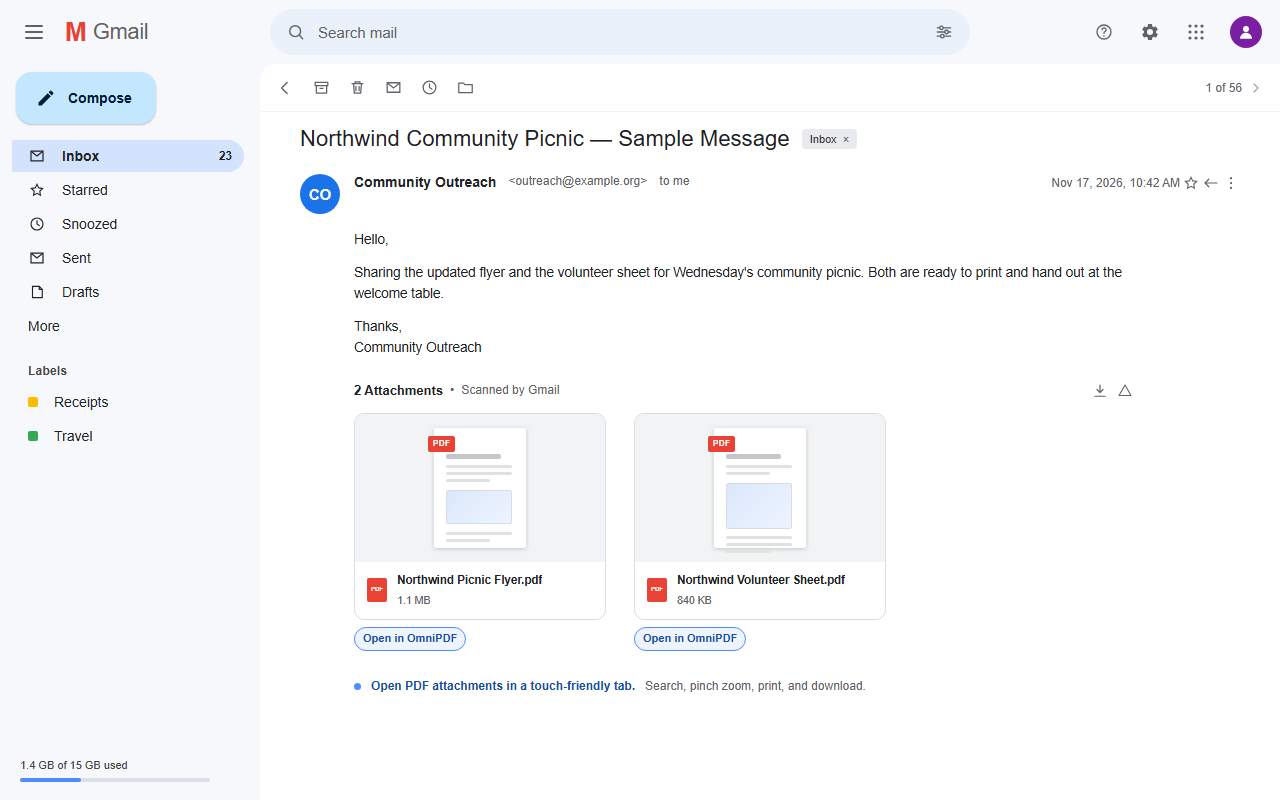 M Gmail
Search mail
Compose
1 of 56
Inbox 23
Starred
Snoozed
Sent
Drafts
More
Labels
Receipts
Travel
1.4 GB of 15 GB used
Northwind Community Picnic — Sample Message Inbox ×
CO
Community Outreach <outreach@example.org> to me
Nov 17, 2026, 10:42 AM
Hello,
Sharing the updated flyer and the volunteer sheet for Wednesday's community picnic. Both are ready to print and hand out at the
welcome table.
Thanks,
Community Outreach
2 Attachments • Scanned by Gmail
PDF
PDF
Northwind Picnic Flyer.pdf
1.1 MB
Open in OmniPDF
PDF
PDF
Northwind Volunteer Sheet.pdf
840 KB
Open in OmniPDF
Open PDF attachments in a touch-friendly tab. Search, pinch zoom, print, and download.